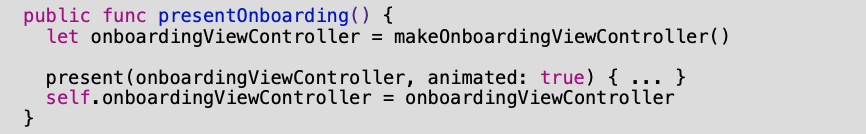 public func presentOnboarding() {
let onboardingViewController = makeOnboardingViewController()
present(onboardingViewController, animated: true) { ... }
self.onboardingViewController = onboardingViewController
}